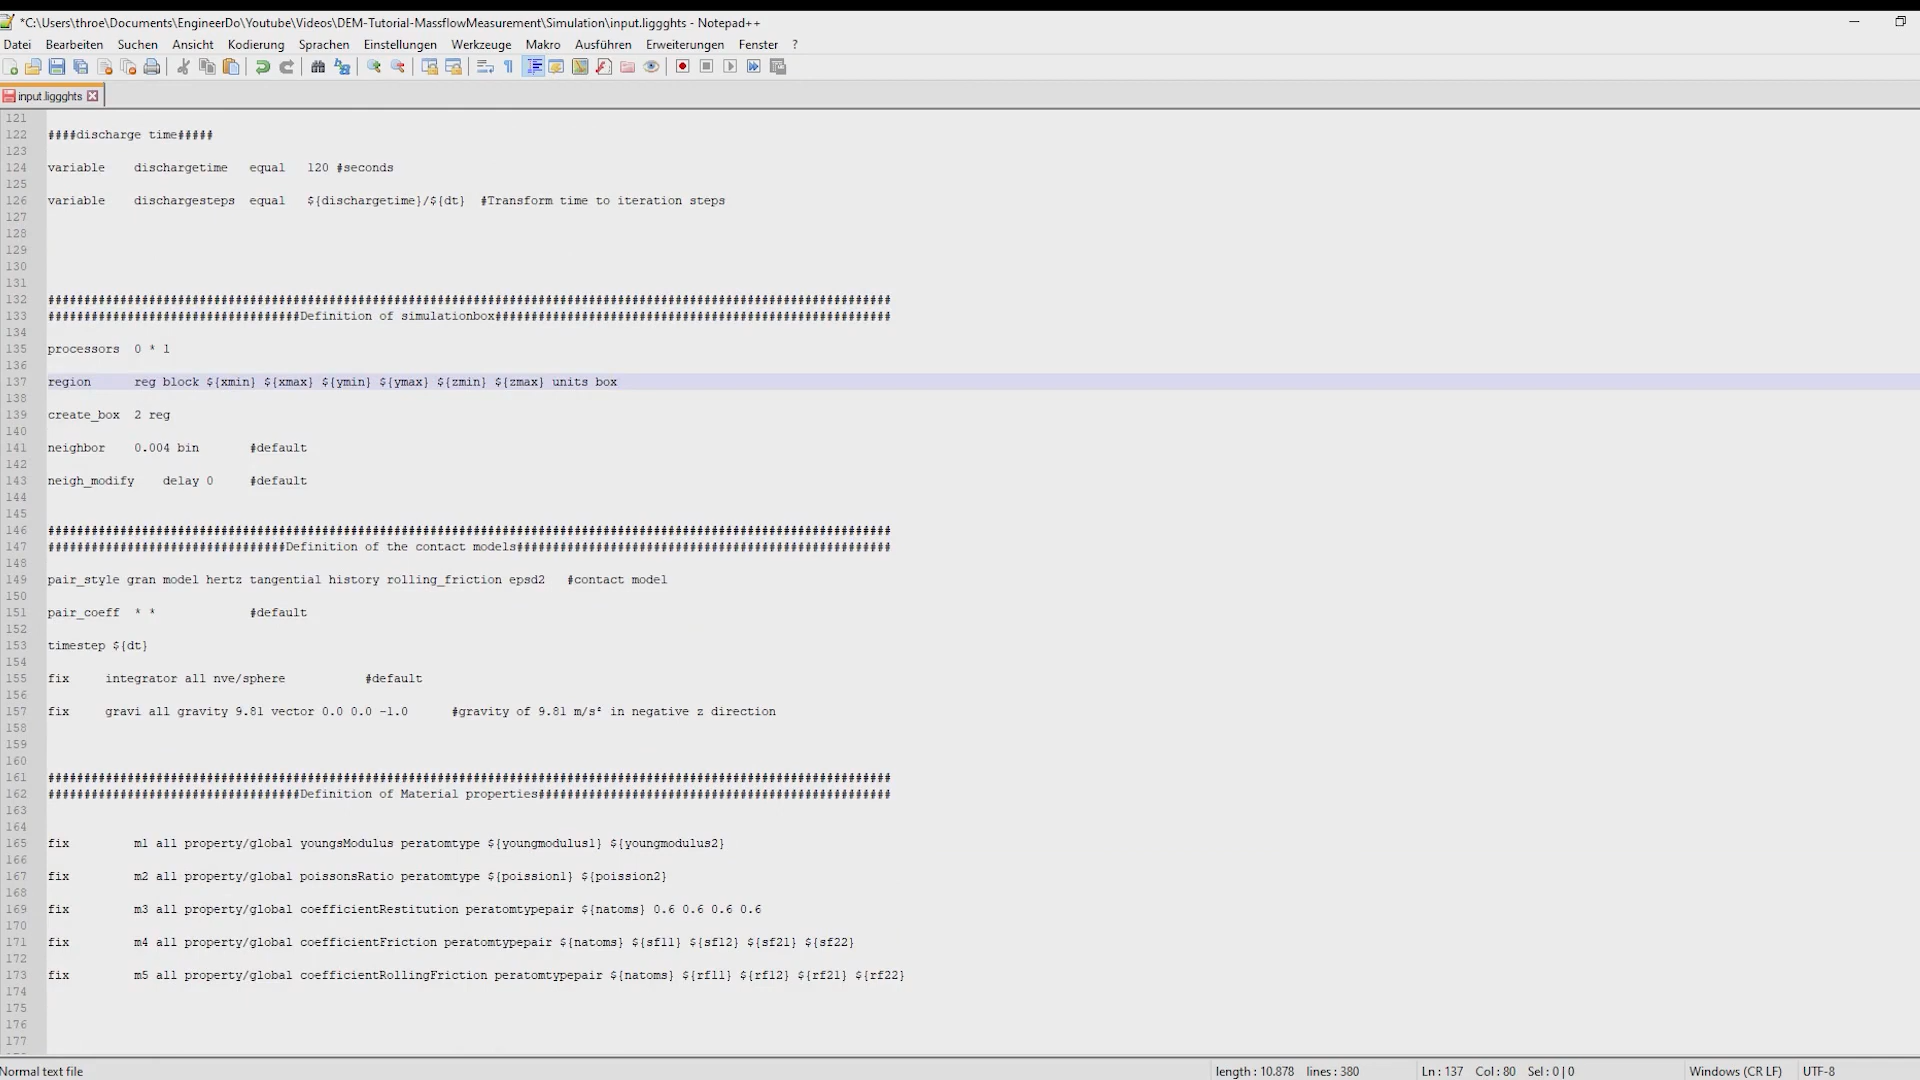 *C:\Users\throe\Documents\EngineerDo\Youtube\Videos\DEM-Tutorial-MassflowMeasurement\Simulation\input.liggghts - Notepad++
Datei Bearbeiten Suchen Ansicht Kodierung Sprachen Einstellungen Werkzeuge Makro Ausführen Erweiterungen Fenster ?
input.liggghts
121
122 ####discharge time#####
123
124 variable dischargetime equal 120 #seconds
125
126 variable dischargesteps equal ${dischargetime}/${dt} #Transform time to iteration steps
127
128
129
130
131
132 #####################################################################################################################
133 ###################################Definition of simulationbox#######################################################
134
135 processors 0 * 1
136
137 region reg block ${xmin} ${xmax} ${ymin} ${ymax} ${zmin} ${zmax} units box
138
139 create_box 2 reg
140
141 neighbor 0.004 bin #default
142
143 neigh_modify delay 0 #default
144
145
146 #####################################################################################################################
147 #################################Definition of the contact models####################################################
148
149 pair_style gran model hertz tangential history rolling_friction epsd2 #contact model
150
151 pair_coeff * * #default
152
153 timestep ${dt}
154
155 fix integrator all nve/sphere #default
156
157 fix gravi all gravity 9.81 vector 0.0 0.0 -1.0 #gravity of 9.81 m/s² in negative z direction
158
159
160
161 #####################################################################################################################
162 ###################################Definition of Material properties#################################################
163
164
165 fix m1 all property/global youngsModulus peratomtype ${youngmodulus1} ${youngmodulus2}
166
167 fix m2 all property/global poissonsRatio peratomtype ${poission1} ${poission2}
168
169 fix m3 all property/global coefficientRestitution peratomtypepair ${natoms} 0.6 0.6 0.6 0.6
170
171 fix m4 all property/global coefficientFriction peratomtypepair ${natoms} ${sf11} ${sf12} ${sf21} ${sf22}
172
173 fix m5 all property/global coefficientRollingFriction peratomtypepair ${natoms} ${rf11} ${rf12} ${rf21} ${rf22}
174
175
176
177
Normal text file length : 10.878 lines : 380 Ln : 137 Col : 80 Sel : 0 | 0 Windows (CR LF) UTF-8